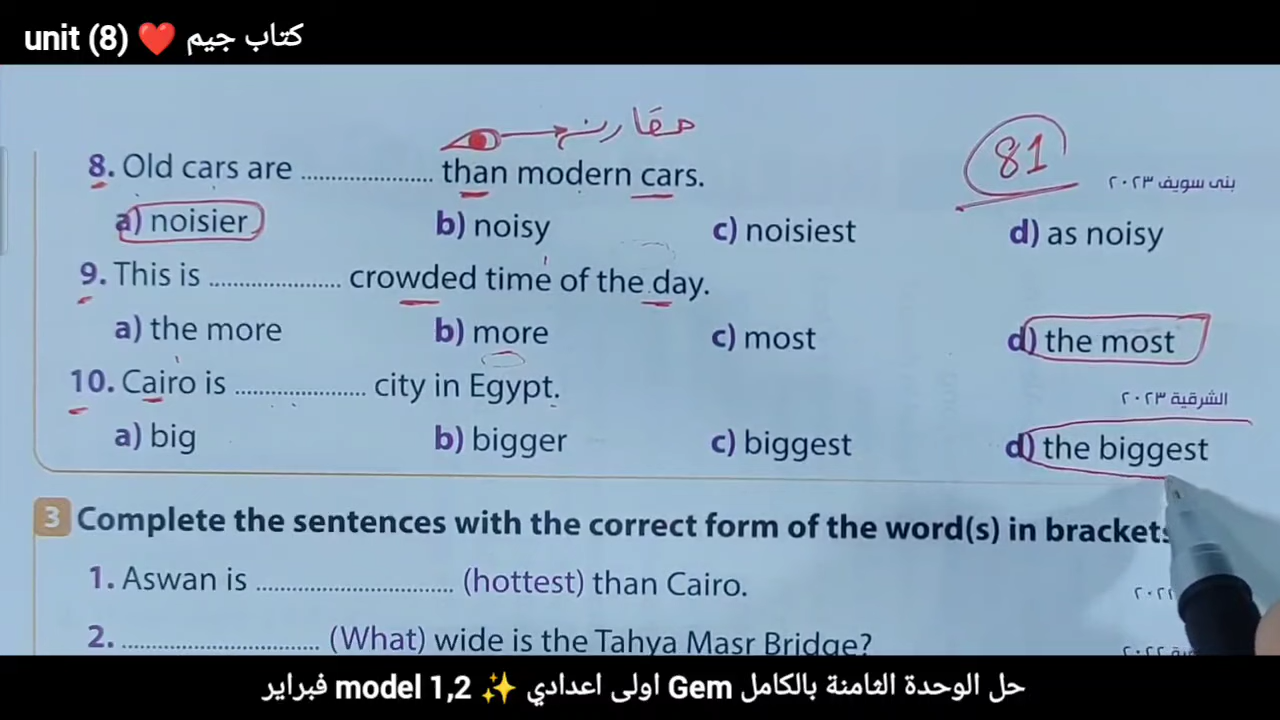 unit (8) ❤️ كتاب جيم
مقارنة
81
8. Old cars are .................... than modern cars.
بنى سويف ٢٠٢٣
a) noisier b) noisy c) noisiest d) as noisy
9. This is .................... crowded time of the day.
a) the more b) more c) most d) the most
10. Cairo is .................... city in Egypt.
الشرقية ٢٠٢٣
a) big b) bigger c) biggest d) the biggest
3 Complete the sentences with the correct form of the word(s) in brackets
1. Aswan is .............................. (hottest) than Cairo.
2. .............................. (What) wide is the Tahya Masr Bridge?
حل الوحدة الثامنة بالكامل Gem اولى اعدادي ✨ model 1,2 فبراير